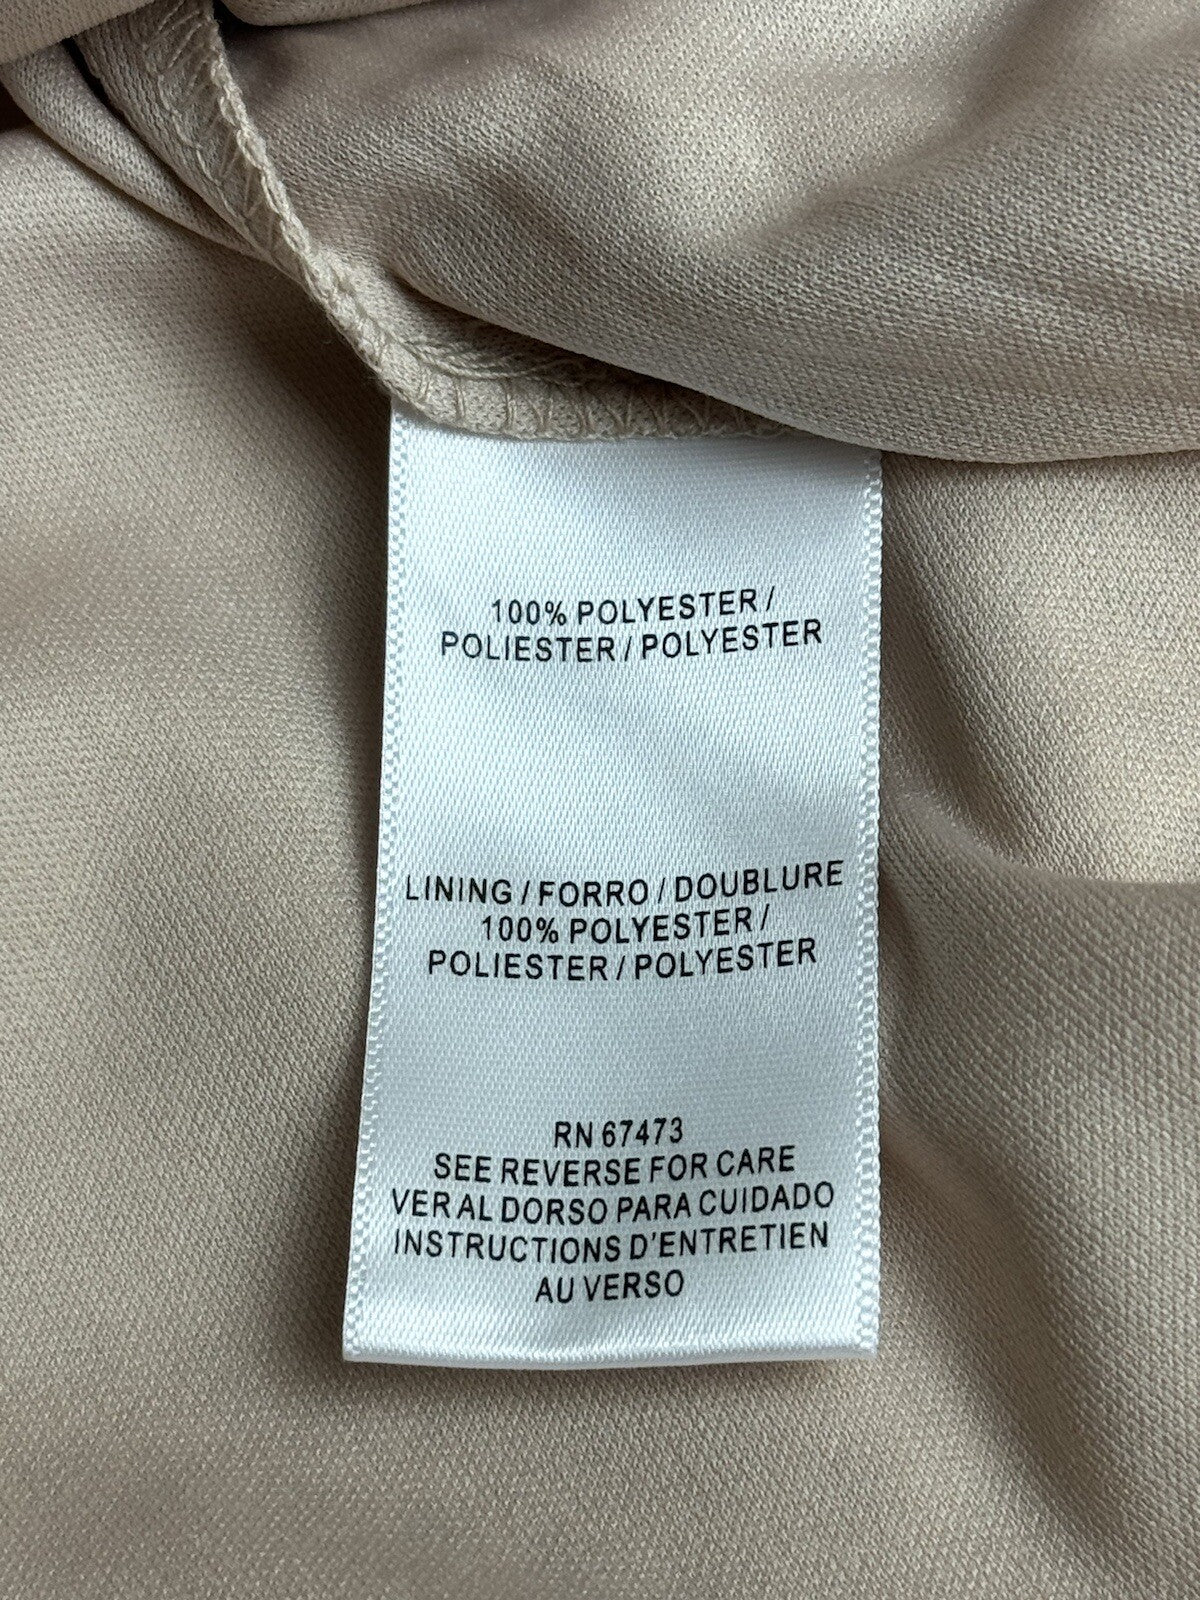 100% POLYESTER /
POLIESTER / POLYESTER
LINING / FORRO / DOUBLURE
100% POLYESTER /
POLIESTER / POLYESTER
RN 67473
SEE REVERSE FOR CARE
VER AL DORSO PARA CUIDADO
INSTRUCTIONS D'ENTRETIEN
AU VERSO